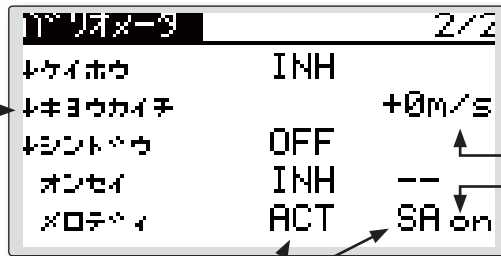 バリオメータ 2/2
↓ケイホウ INH
↓キョウカイチ +0m/s
↓シンドウ OFF
オンセイ INH --
メロディ ACT SA on